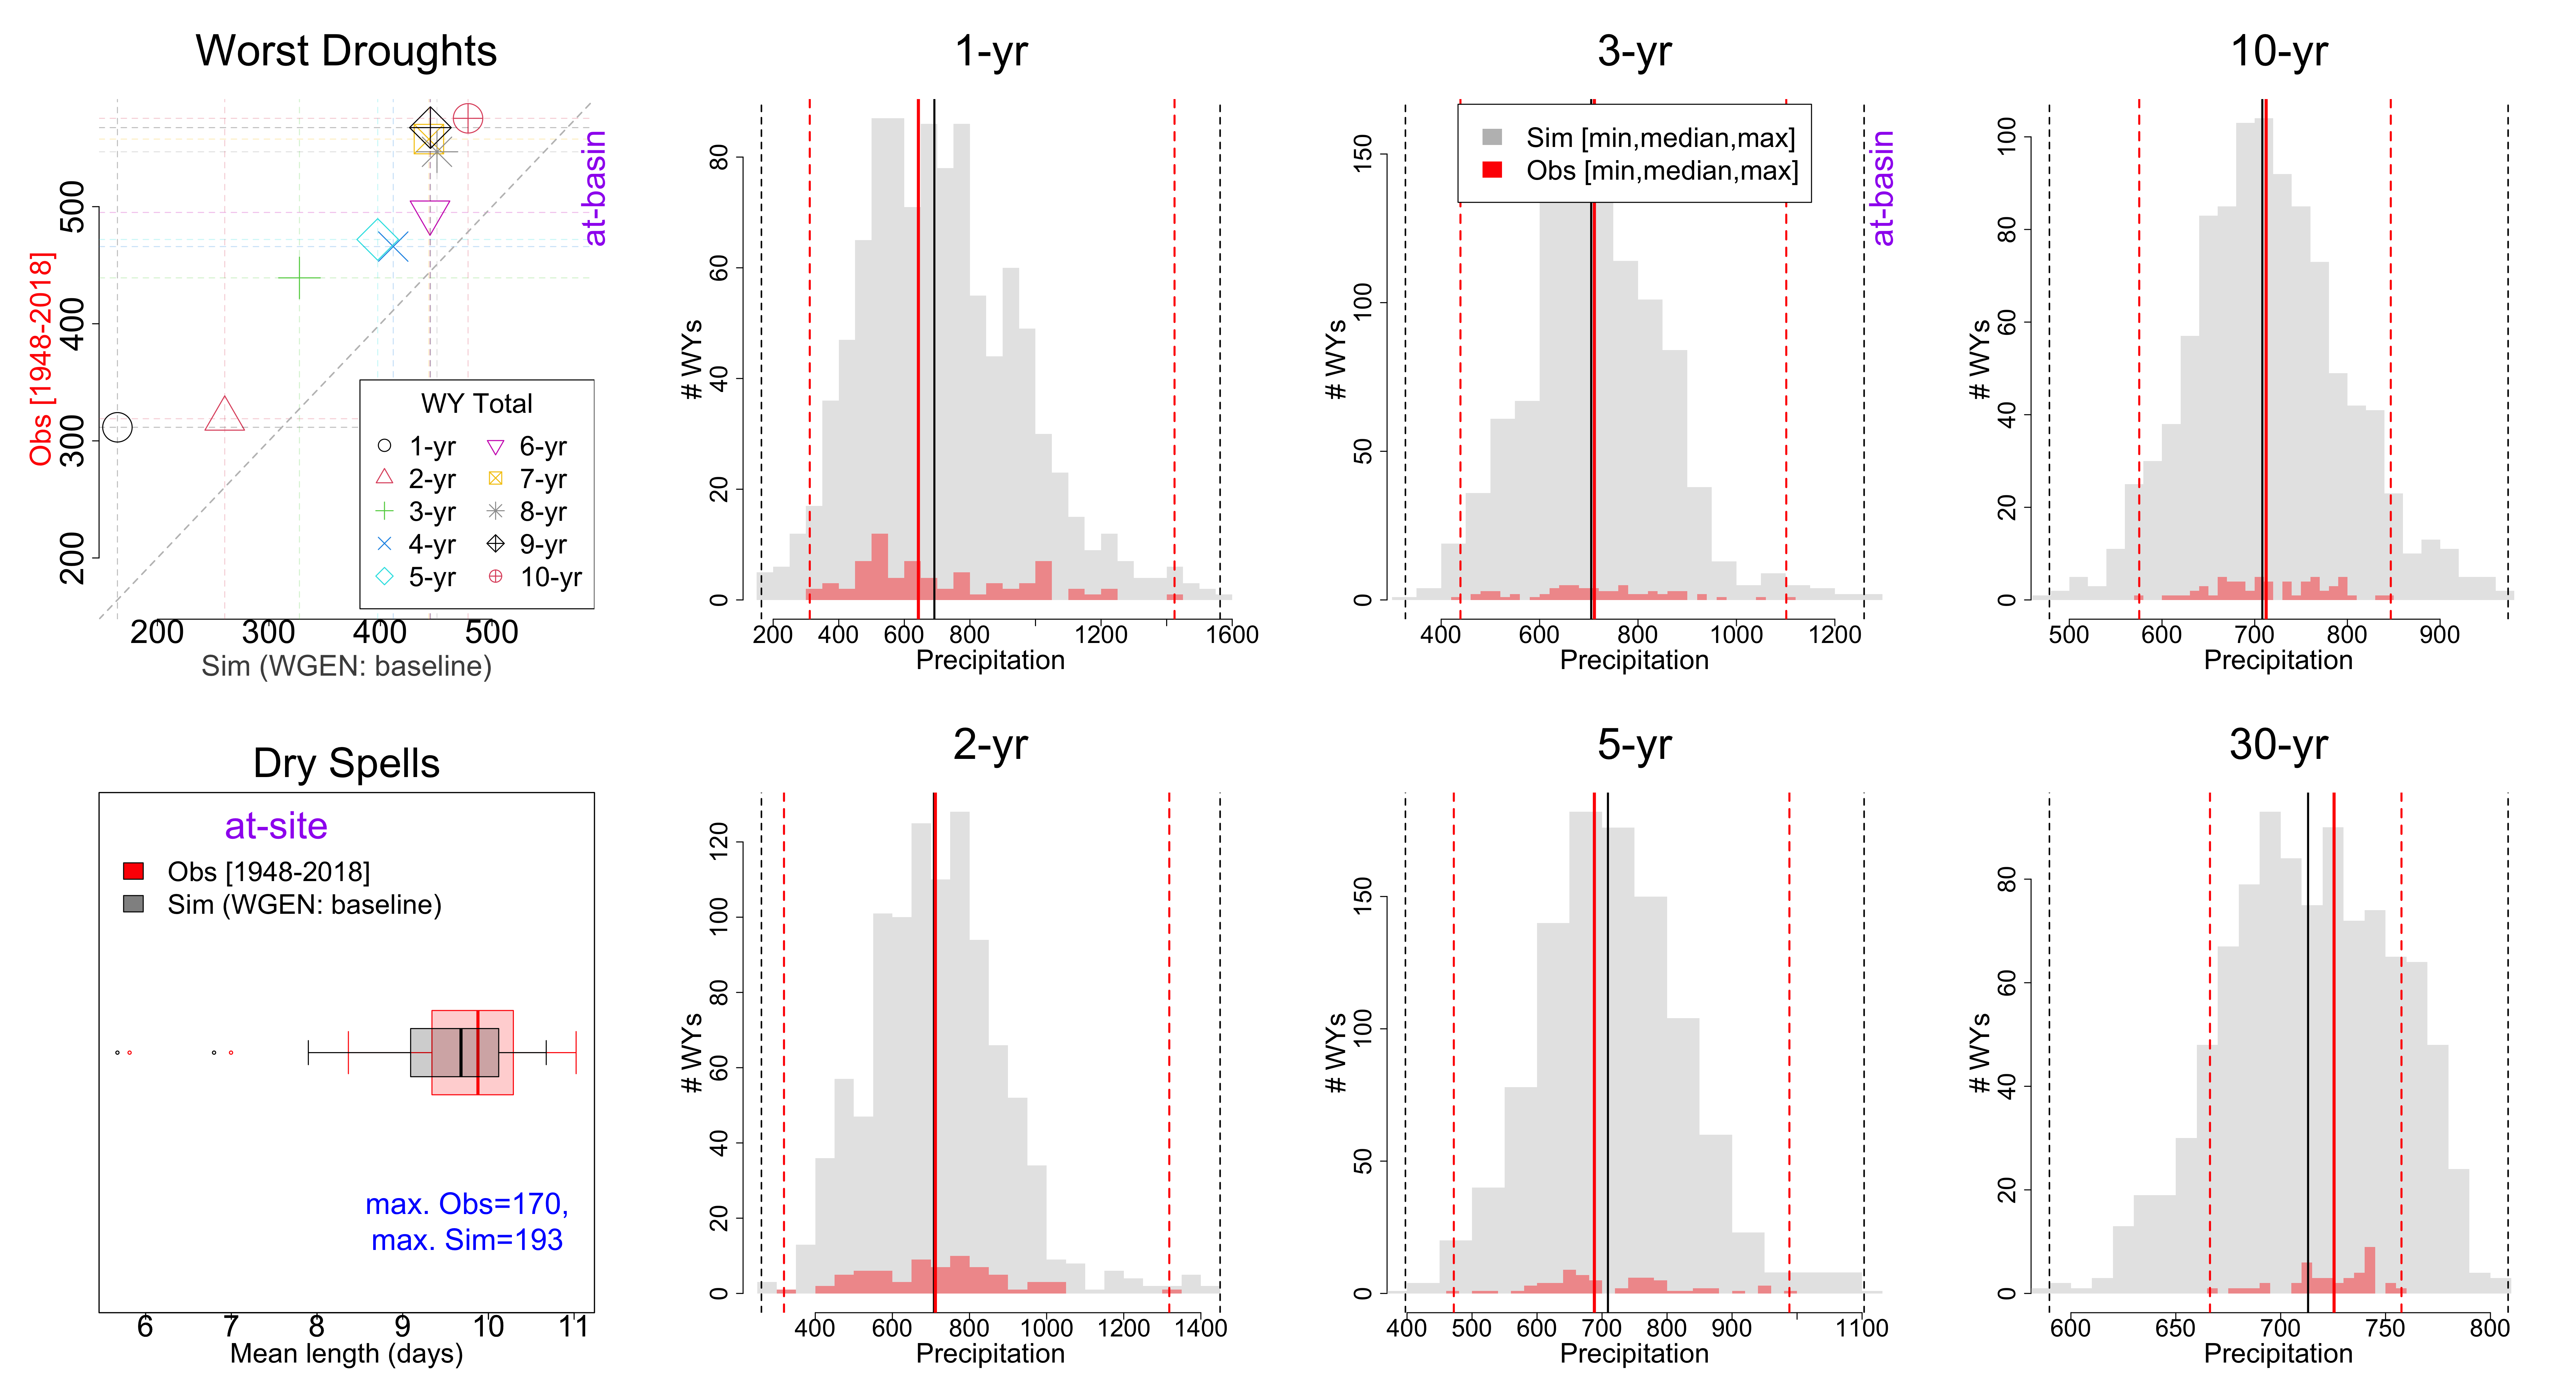 Worst Droughts
Obs [1948-2018]
200 300 400 500
at-basin
WY Total
1-yr 6-yr
2-yr 7-yr
3-yr 8-yr
4-yr 9-yr
5-yr 10-yr
200 300 400 500
Sim (WGEN: baseline)
1-yr
# WYs
0 20 40 60 80
200 400 600 800 1200 1600
Precipitation
3-yr
Sim [min,median,max]
Obs [min,median,max]
at-basin
# WYs
0 50 100 150
400 600 800 1000 1200
Precipitation
10-yr
# WYs
0 20 40 60 80 100
500 600 700 800 900
Precipitation
Dry Spells
at-site
Obs [1948-2018]
Sim (WGEN: baseline)
max. Obs=170,
max. Sim=193
6 7 8 9 10 11
Mean length (days)
2-yr
# WYs
0 20 40 60 80 100 120
400 600 800 1000 1200 1400
Precipitation
5-yr
# WYs
0 50 100 150
400 500 600 700 800 900 1100
Precipitation
30-yr
# WYs
0 20 40 60 80
600 650 700 750 800
Precipitation